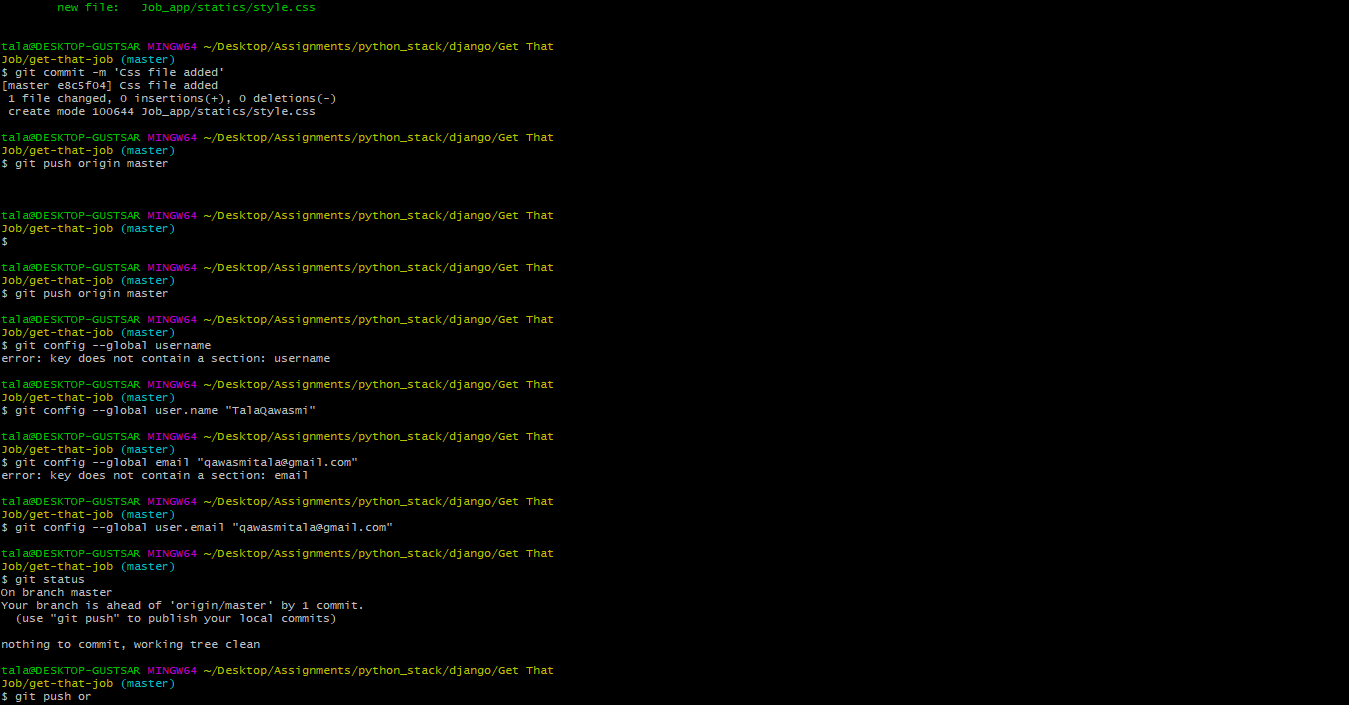 new file:   Job_app/statics/style.css
tala@DESKTOP-GUSTSAR MINGW64 ~/Desktop/Assignments/python_stack/django/Get That
Job/get-that-job (master)
$ git commit -m 'Css file added'
[master e8c5f04] Css file added
 1 file changed, 0 insertions(+), 0 deletions(-)
 create mode 100644 Job_app/statics/style.css
tala@DESKTOP-GUSTSAR MINGW64 ~/Desktop/Assignments/python_stack/django/Get That
Job/get-that-job (master)
$ git push origin master
tala@DESKTOP-GUSTSAR MINGW64 ~/Desktop/Assignments/python_stack/django/Get That
Job/get-that-job (master)
$
tala@DESKTOP-GUSTSAR MINGW64 ~/Desktop/Assignments/python_stack/django/Get That
Job/get-that-job (master)
$ git push origin master
tala@DESKTOP-GUSTSAR MINGW64 ~/Desktop/Assignments/python_stack/django/Get That
Job/get-that-job (master)
$ git config --global username
error: key does not contain a section: username
tala@DESKTOP-GUSTSAR MINGW64 ~/Desktop/Assignments/python_stack/django/Get That
Job/get-that-job (master)
$ git config --global user.name "TalaQawasmi"
tala@DESKTOP-GUSTSAR MINGW64 ~/Desktop/Assignments/python_stack/django/Get That
Job/get-that-job (master)
$ git config --global email "qawasmitala@gmail.com"
error: key does not contain a section: email
tala@DESKTOP-GUSTSAR MINGW64 ~/Desktop/Assignments/python_stack/django/Get That
Job/get-that-job (master)
$ git config --global user.email "qawasmitala@gmail.com"
tala@DESKTOP-GUSTSAR MINGW64 ~/Desktop/Assignments/python_stack/django/Get That
Job/get-that-job (master)
$ git status
On branch master
Your branch is ahead of 'origin/master' by 1 commit.
  (use "git push" to publish your local commits)
nothing to commit, working tree clean
tala@DESKTOP-GUSTSAR MINGW64 ~/Desktop/Assignments/python_stack/django/Get That
Job/get-that-job (master)
$ git push or